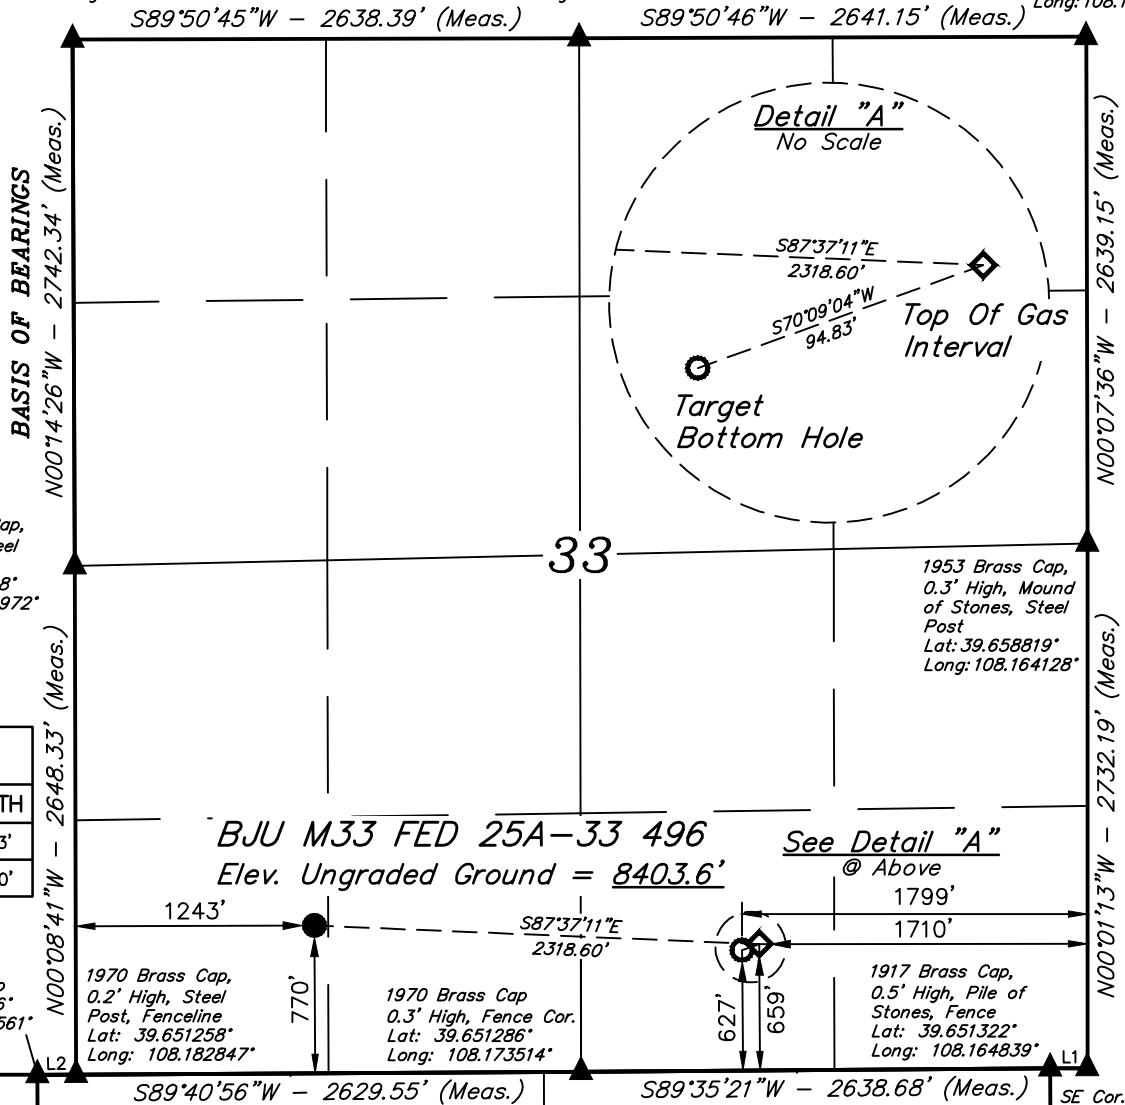 S89°50'45"W - 2638.39' (Meas.)
S89°50'46"W - 2641.15' (Meas.)
BASIS OF BEARINGS
N00°14'26"W - 2742.34' (Meas.)
N00°07'36"W - 2639.15' (Meas.)
Detail "A"
No Scale
S87°37'11"E
2318.60'
S70°09'04"W
94.83'
Top Of Gas
Interval
Target
Bottom Hole
33
1953 Brass Cap,
0.3' High, Mound
of Stones, Steel
Post
Lat: 39.658819°
Long: 108.164128°
N00°08'41"W - 2648.33' (Meas.)
N00°01'13"W - 2732.19' (Meas.)
BJU M33 FED 25A-33 496
Elev. Ungraded Ground = 8403.6'
See Detail "A"
@ Above
1243'
S87°37'11"E
2318.60'
1799'
1710'
770'
627'
659'
1970 Brass Cap,
0.2' High, Steel
Post, Fenceline
Lat: 39.651258°
Long: 108.182847°
1970 Brass Cap
0.3' High, Fence Cor.
Lat: 39.651286°
Long: 108.173514°
1917 Brass Cap,
0.5' High, Pile of
Stones, Fence
Lat: 39.651322°
Long: 108.164839°
L2
L1
S89°40'56"W - 2629.55' (Meas.)
S89°35'21"W - 2638.68' (Meas.)
SE Cor.